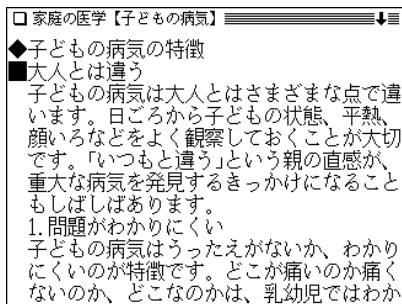 家庭の医学【子どもの病気】
◆子どもの病気の特徴
■大人とは違う
子どもの病気は大人とはさまざまな点で違
います。日ごろから子どもの状態、平熱、
顔いろなどをよく観察しておくことが大切
です。「いつもと違う」という親の直感が、
重大な病気を発見するきっかけになること
もしばしばあります。
1.問題がわかりにくい
子どもの病気はうったえがないか、わかり
にくいのが特徴です。どこが痛いのか痛く
ないのか、どこなのかは、乳幼児ではわか